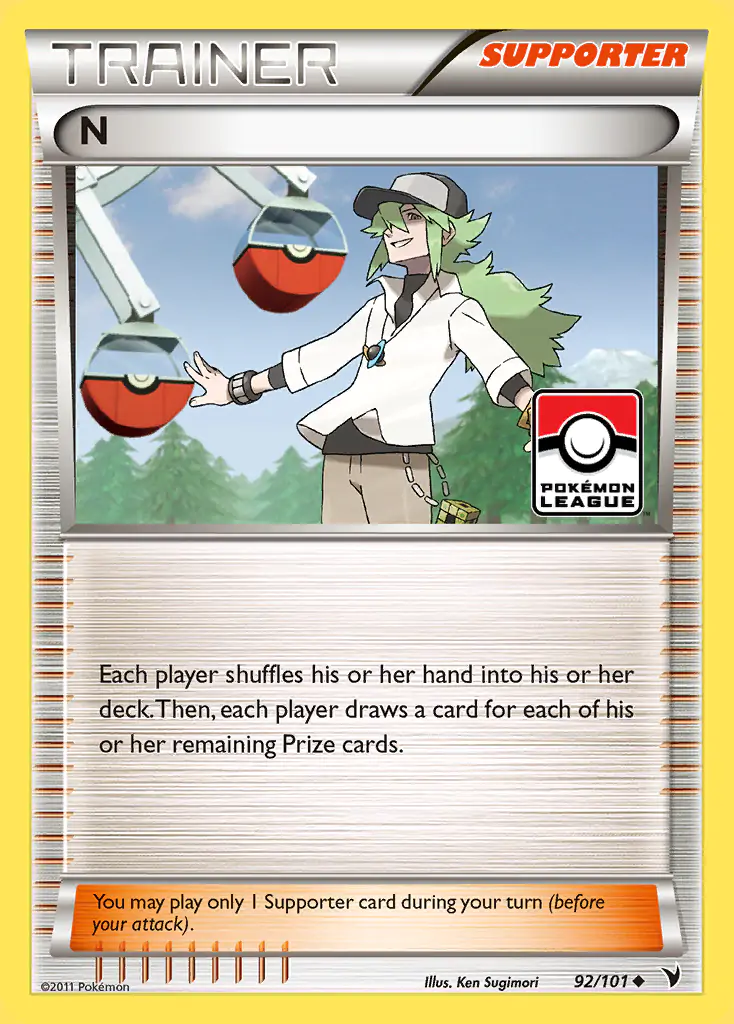 TRAINER
SUPPORTER
N
POKÉMON
LEAGUE
Each player shuffles his or her hand into his or her
deck. Then, each player draws a card for each of his
or her remaining Prize cards.
You may play only 1 Supporter card during your turn (before
your attack).
©2011 Pokémon
Illus. Ken Sugimori
92/101